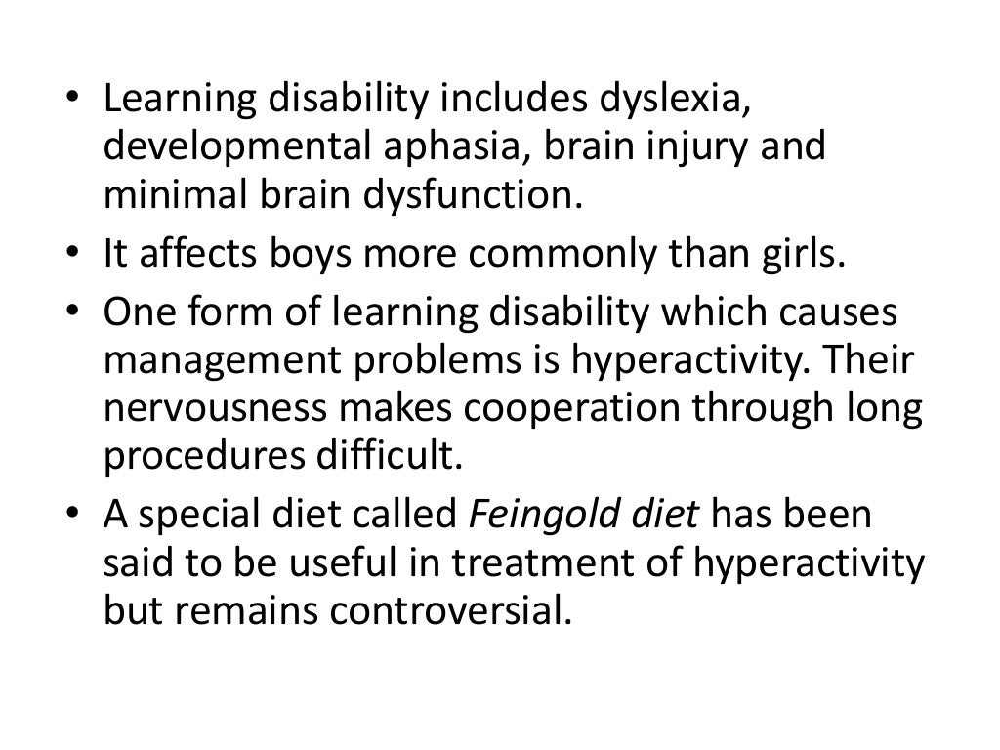 • Learning disability includes dyslexia,
developmental aphasia, brain injury and
minimal brain dysfunction.
• It affects boys more commonly than girls.
• One form of learning disability which causes
management problems is hyperactivity. Their
nervousness makes cooperation through long
procedures difficult.
• A special diet called Feingold diet has been
said to be useful in treatment of hyperactivity
but remains controversial.